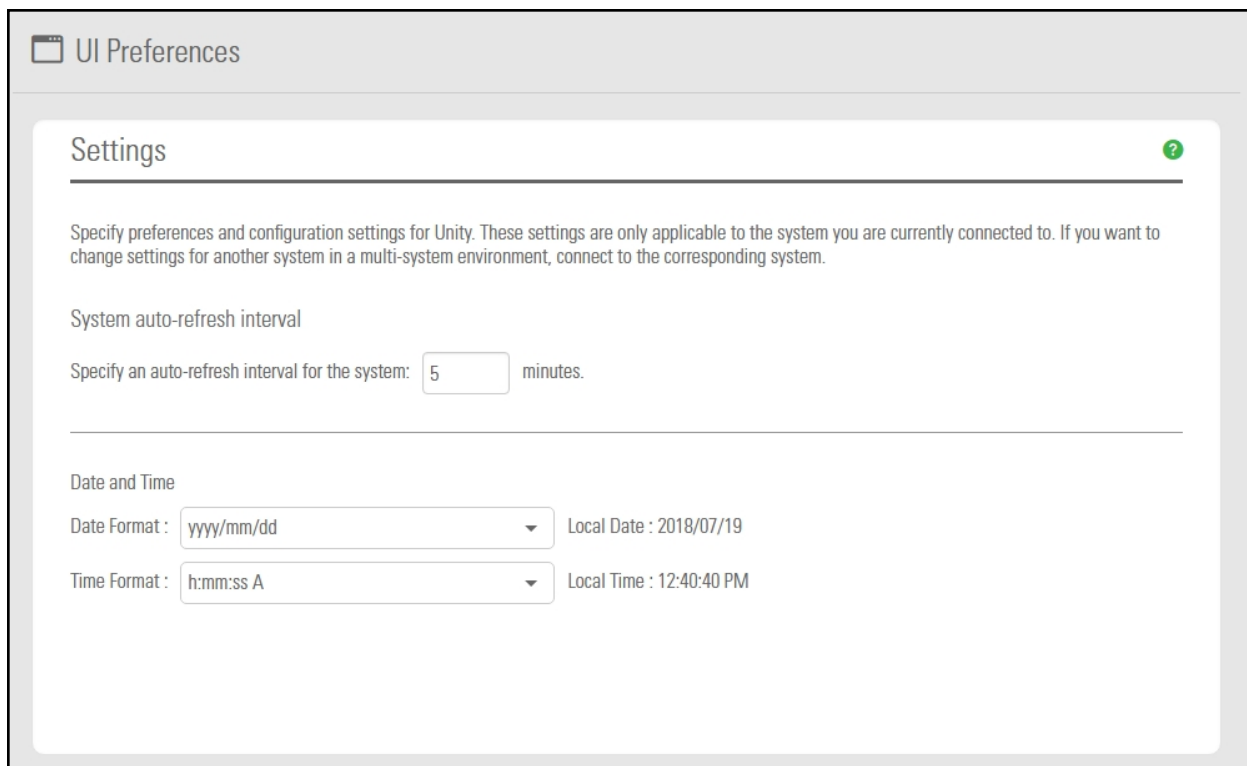 UI Preferences
Settings
?
Specify preferences and configuration settings for Unity. These settings are only applicable to the system you are currently connected to. If you want to
change settings for another system in a multi-system environment, connect to the corresponding system.
System auto-refresh interval
Specify an auto-refresh interval for the system: 5 minutes.
Date and Time
Date Format : yyyy/mm/dd Local Date : 2018/07/19
Time Format : h:mm:ss A Local Time : 12:40:40 PM